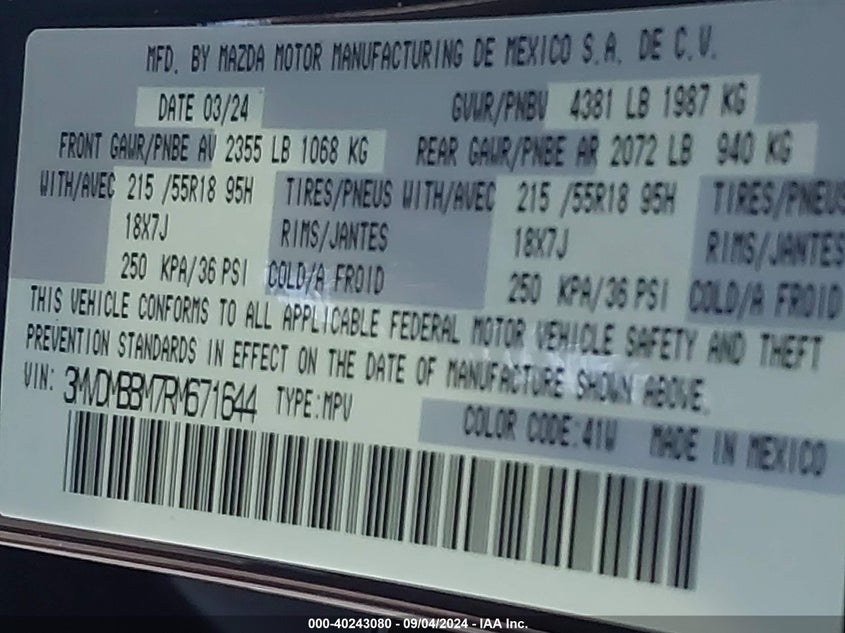 MFD. BY MAZDA MOTOR MANUFACTURING DE MEXICO S.A. DE C.V.
DATE 03/24 GVWR/PNBV 4381 LB 1987 KG
FRONT GAWR/PNBE AV 2355 LB 1068 KG REAR GAWR/PNBE AR 2072 LB 940 KG
WITH/AVEC 215 /55R18 95H TIRES/PNEUS WITH/AVEC 215 /55R18 95H TIRES/PNEUS
18X7J RIMS/JANTES 18X7J RIMS/JANTES
250 KPA/36 PSI COLD/A FROID 250 KPA/36 PSI COLD/A FROID
THIS VEHICLE CONFORMS TO ALL APPLICABLE FEDERAL MOTOR VEHICLE SAFETY AND THEFT
PREVENTION STANDARDS IN EFFECT ON THE DATE OF MANUFACTURE SHOWN ABOVE.
VIN: 3MVDMBBM7RM671644 TYPE:MPV
COLOR CODE:41W MADE IN MEXICO
000-40243080 - 09/04/2024 - IAA Inc.